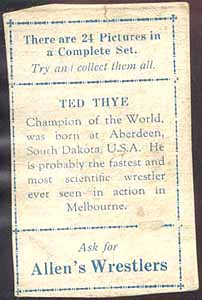 There are 24 Pictures in
a Complete Set.
Try and collect them all.
TED THYE
Champion of the World,
was born at Aberdeen,
South Dakota, U.S.A. He
is probably the fastest and
most scientific wrestler
ever seen in action in
Melbourne.
Ask for
Allen's Wrestlers